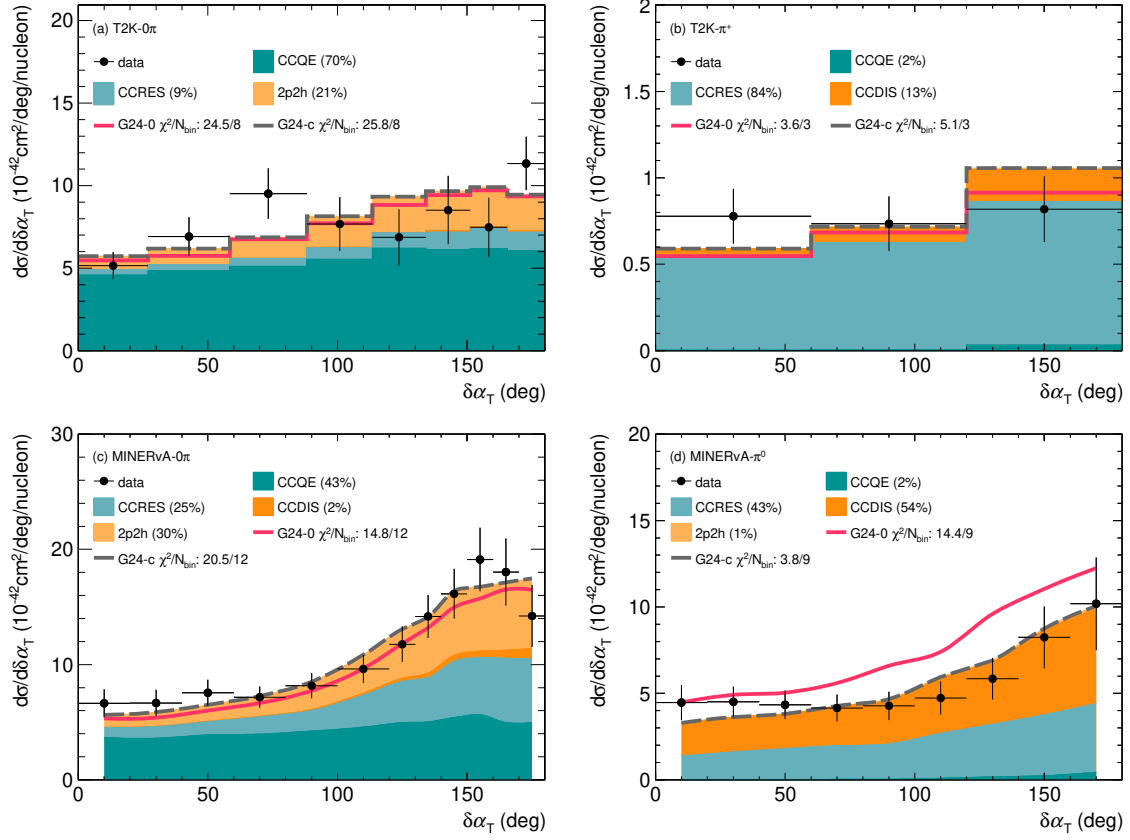 (a) T2K-0π
data
CCQE (70%)
CCRES (9%)
2p2h (21%)
G24-0 χ²/N_bin: 24.5/8
G24-c χ²/N_bin: 25.8/8
dσ/dδα_T (10⁻⁴²cm²/deg/nucleon)
0
5
10
15
20
0
50
100
150
δα_T (deg)
(b) T2K-π⁺
data
CCQE (2%)
CCRES (84%)
CCDIS (13%)
G24-0 χ²/N_bin: 3.6/3
G24-c χ²/N_bin: 5.1/3
dσ/dδα_T (10⁻⁴²cm²/deg/nucleon)
0
0.5
1
1.5
2
0
50
100
150
δα_T (deg)
(c) MINERvA-0π
data
CCQE (43%)
CCRES (25%)
CCDIS (2%)
2p2h (30%)
G24-0 χ²/N_bin: 14.8/12
G24-c χ²/N_bin: 20.5/12
dσ/dδα_T (10⁻⁴²cm²/deg/nucleon)
0
10
20
30
0
50
100
150
δα_T (deg)
(d) MINERvA-π⁰
data
CCQE (2%)
CCRES (43%)
CCDIS (54%)
2p2h (1%)
G24-0 χ²/N_bin: 14.4/9
G24-c χ²/N_bin: 3.8/9
dσ/dδα_T (10⁻⁴²cm²/deg/nucleon)
0
5
10
15
20
0
50
100
150
δα_T (deg)